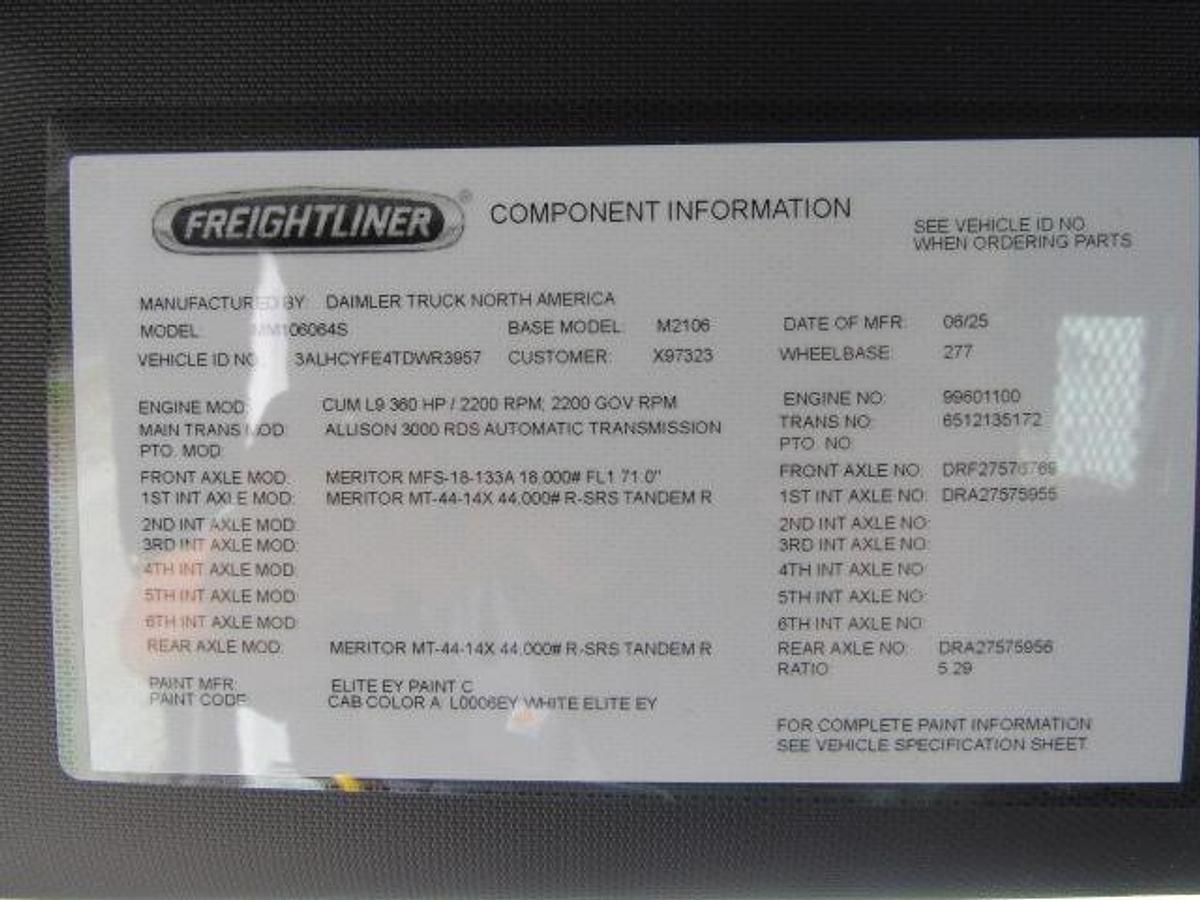 FREIGHTLINER ® COMPONENT INFORMATION
SEE VEHICLE ID NO
WHEN ORDERING PARTS
MANUFACTURED BY: DAIMLER TRUCK NORTH AMERICA
MODEL: MM106064S BASE MODEL: M2106 DATE OF MFR: 06/25
VEHICLE ID NO: 3ALHCYFE4TDWR3957 CUSTOMER: X97323 WHEELBASE: 277
ENGINE MOD: CUM L9 360 HP / 2200 RPM; 2200 GOV RPM ENGINE NO: 99601100
MAIN TRANS MOD: ALLISON 3000 RDS AUTOMATIC TRANSMISSION TRANS NO: 6512135172
PTO. MOD: PTO. NO:
FRONT AXLE MOD: MERITOR MFS-18-133A 18,000# FL1 71.0" FRONT AXLE NO: DRF27576769
1ST INT AXLE MOD: MERITOR MT-44-14X 44,000# R-SRS TANDEM R 1ST INT AXLE NO: DRA27575955
2ND INT AXLE MOD: 2ND INT AXLE NO:
3RD INT AXLE MOD: 3RD INT AXLE NO:
4TH INT AXLE MOD: 4TH INT AXLE NO:
5TH INT AXLE MOD: 5TH INT AXLE NO:
6TH INT AXLE MOD: 6TH INT AXLE NO:
REAR AXLE MOD: MERITOR MT-44-14X 44,000# R-SRS TANDEM R REAR AXLE NO: DRA27575956
RATIO: 5.29
PAINT MFR: ELITE EY PAINT C
PAINT CODE: CAB COLOR A: L0006EY WHITE ELITE EY
FOR COMPLETE PAINT INFORMATION
SEE VEHICLE SPECIFICATION SHEET.